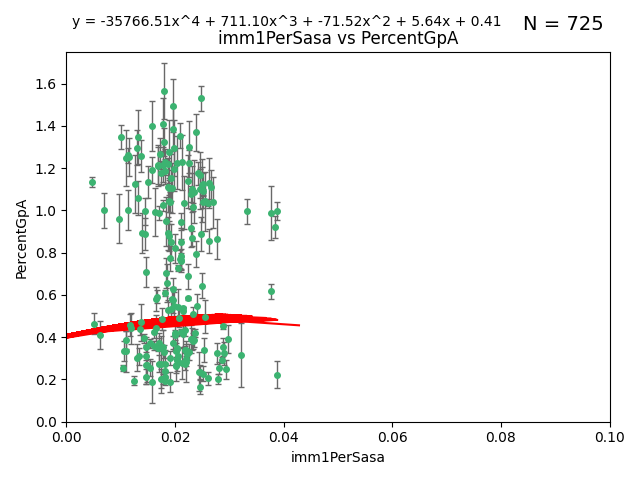 y = -35766.51x^4 + 711.10x^3 + -71.52x^2 + 5.64x + 0.41
N = 725
imm1PerSasa vs PercentGpA
1.6
1.4
1.2
1.0
0.8
0.6
0.4
0.2
0.0
PercentGpA
0.00 0.02 0.04 0.06 0.08 0.10
imm1PerSasa